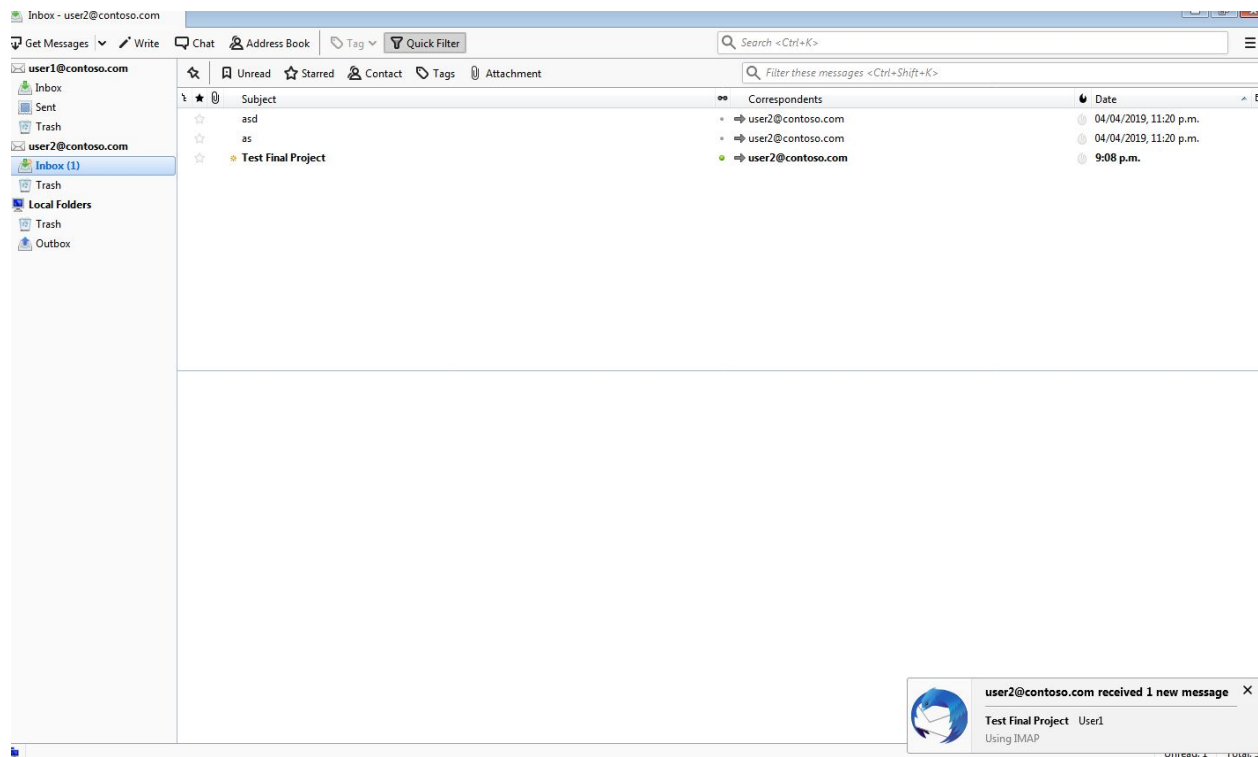 Inbox - user2@contoso.com
Get Messages Write Chat Address Book Tag Quick Filter Search <Ctrl+K>
user1@contoso.com
Inbox
Sent
Trash
user2@contoso.com
Inbox (1)
Trash
Local Folders
Trash
Outbox
Unread Starred Contact Tags Attachment Filter these messages <Ctrl+Shift+K>
Subject Correspondents Date
asd user2@contoso.com 04/04/2019, 11:20 p.m.
as user2@contoso.com 04/04/2019, 11:20 p.m.
Test Final Project user2@contoso.com 9:08 p.m.
user2@contoso.com received 1 new message
Test Final Project User1
Using IMAP
Unread: 1 Total: